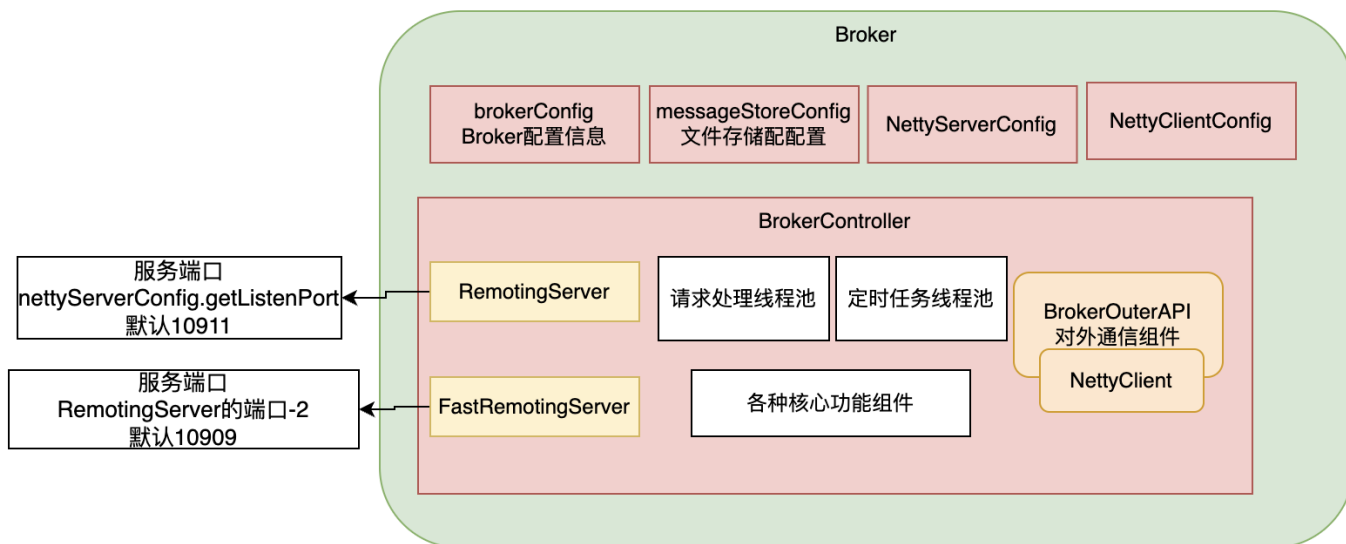 Broker
brokerConfig
Broker配置信息
messageStoreConfig
文件存储配配置
NettyServerConfig
NettyClientConfig
BrokerController
服务端口
nettyServerConfig.getListenPort
默认10911
RemotingServer
请求处理线程池
定时任务线程池
BrokerOuterAPI
对外通信组件
NettyClient
服务端口
RemotingServer的端口-2
默认10909
FastRemotingServer
各种核心功能组件